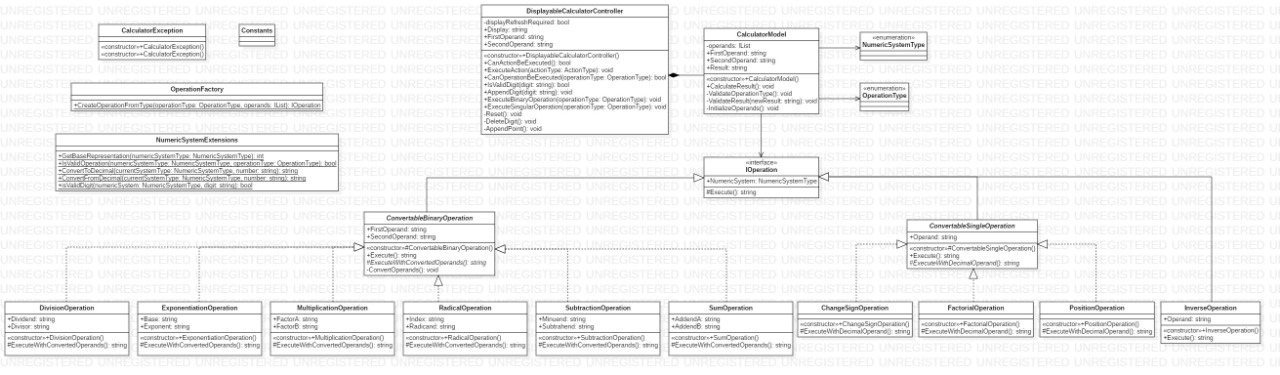 CalculatorException
«constructor»+CalculatorException()
«constructor»+CalculatorException()
Constants
OperationFactory
+CreateOperationFromType(operationType: OperationType, operands: IList): IOperation
NumericSystemExtensions
+GetBaseRepresentation(numericSystemType: NumericSystemType): int
+IsValidOperation(numericSystemType: NumericSystemType, operationType: OperationType): bool
+ConvertToDecimal(currentSystemType: NumericSystemType, number: string): string
+ConvertFromDecimal(currentSystemType: NumericSystemType, number: string): string
+isValidDigit(numericSystem: NumericSystemType, digit: string): bool
DisplayableCalculatorController
-displayRefreshRequired: bool
+Display: string
+FirstOperand: string
+SecondOperand: string
«constructor»+DisplayableCalculatorController()
+CanActionBeExecuted(): bool
+ExecuteAction(actionType: ActionType): void
+CanOperationBeExecuted(operationType: OperationType): bool
+IsValidDigit(digit: string): bool
+AppendDigit(digit: string): void
+ExecuteBinaryOperation(operationType: OperationType): void
+ExecuteSingularOperation(operationType: OperationType): void
-Reset(): void
-DeleteDigit(): void
-AppendPoint(): void
CalculatorModel
-operands: IList
+FirstOperand: string
+SecondOperand: string
+Result: string
«constructor»+CalculatorModel()
+CalculateResult(): void
-ValidateOperationType(): void
-ValidateResult(newResult: string): void
-InitializeOperands(): void
«enumeration»
NumericSystemType
«enumeration»
OperationType
«interface»
IOperation
+NumericSystem: NumericSystemType
#Execute(): string
ConvertableBinaryOperation
+FirstOperand: string
+SecondOperand: string
«constructor»#ConvertableBinaryOperation()
+Execute(): string
#ExecuteWithConvertedOperands(): string
-ConvertOperands(): void
ConvertableSingleOperation
+Operand: string
«constructor»#ConvertableSingleOperation()
+Execute(): string
#ExecuteWithDecimalOperand(): string
DivisionOperation
+Dividend: string
+Divisor: string
«constructor»+DivisionOperation()
#ExecuteWithConvertedOperands(): string
ExponentiationOperation
+Base: string
+Exponent: string
«constructor»+ExponentiationOperation()
#ExecuteWithConvertedOperands(): string
MultiplicationOperation
+FactorA: string
+FactorB: string
«constructor»+MultiplicationOperation()
#ExecuteWithConvertedOperands(): string
RadicalOperation
+Index: string
+Radicand: string
«constructor»+RadicalOperation()
#ExecuteWithConvertedOperands(): string
SubtractionOperation
+Minuend: string
+Subtrahend: string
«constructor»+SubtractionOperation()
#ExecuteWithConvertedOperands(): string
SumOperation
+AddendA: string
+AddendB: string
«constructor»+SumOperation()
#ExecuteWithConvertedOperands(): string
ChangeSignOperation
«constructor»+ChangeSignOperation()
#ExecuteWithDecimalOperand(): string
FactorialOperation
«constructor»+FactorialOperation()
#ExecuteWithDecimalOperand(): string
PositionOperation
«constructor»+PositionOperation()
#ExecuteWithDecimalOperand(): string
InverseOperation
+Operand: string
«constructor»+InverseOperation()
+Execute(): string